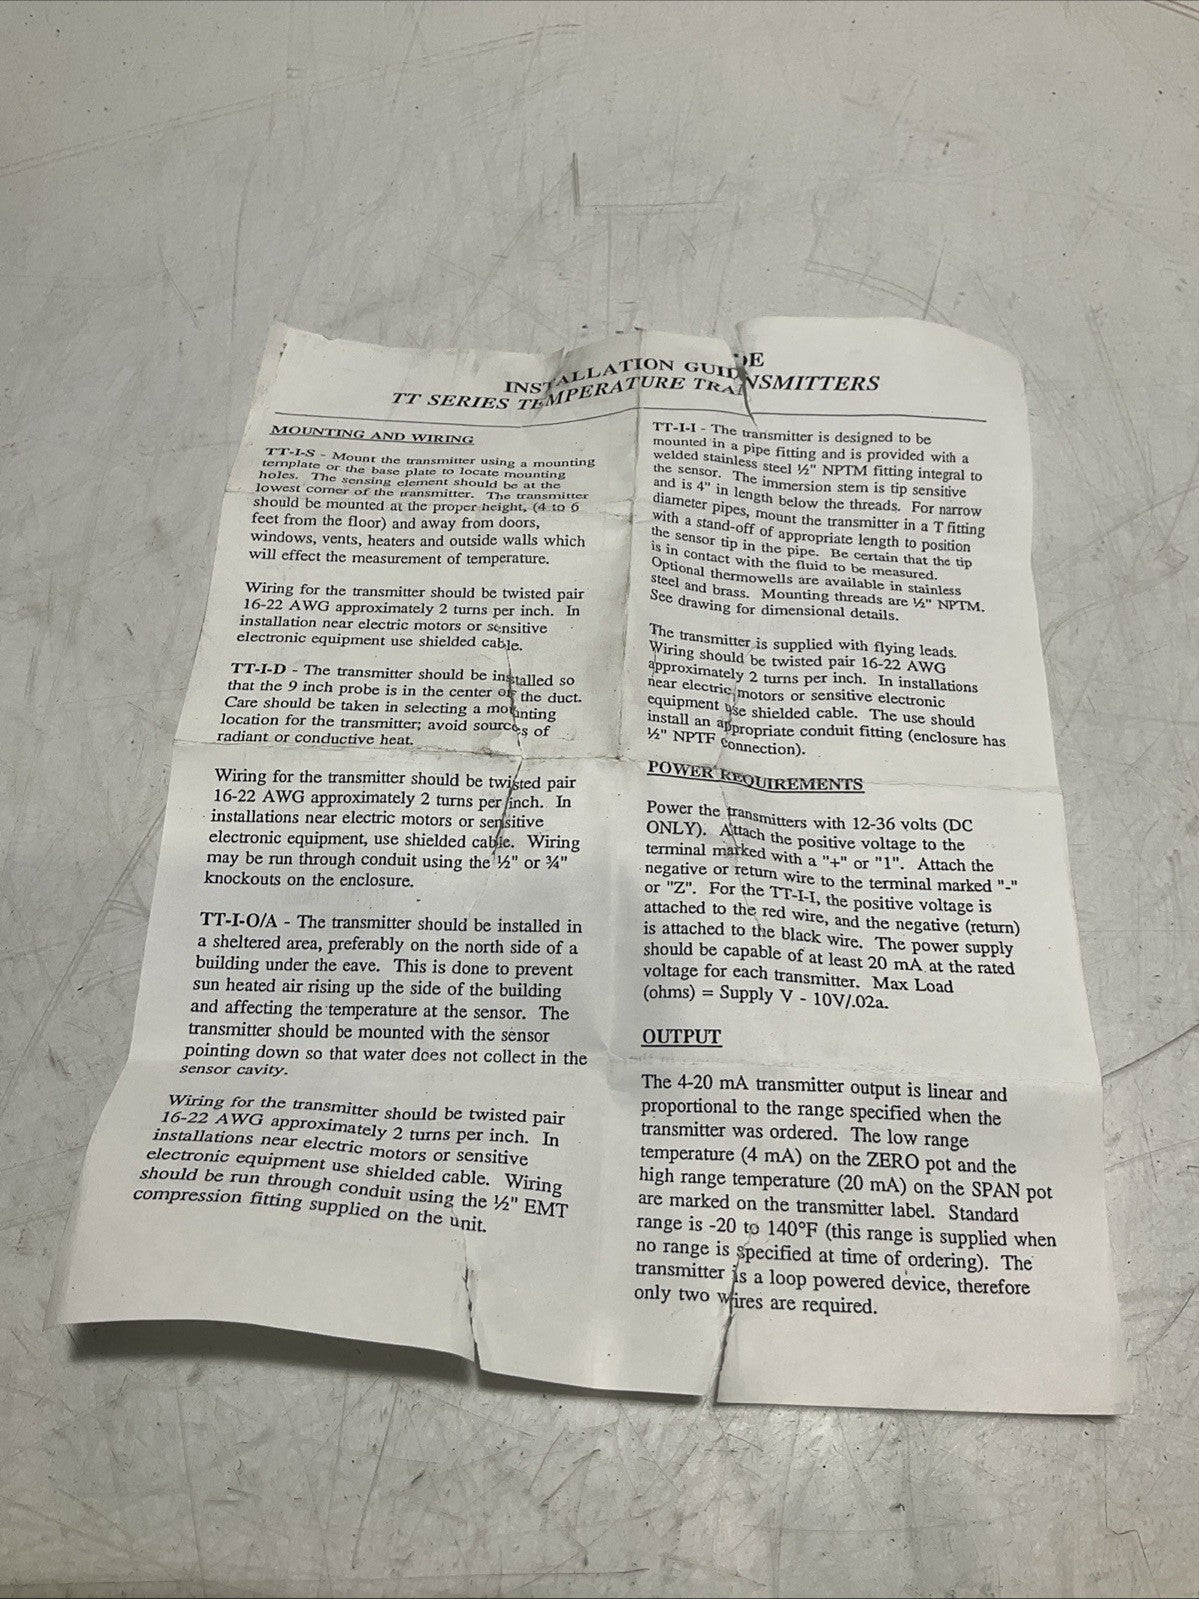 INSTALLATION GUIDE
TT SERIES TEMPERATURE TRANSMITTERS
MOUNTING AND WIRING
TT-I-S - Mount the transmitter using a mounting
template or the base plate to locate mounting
holes. The sensing element should be at the
lowest corner of the transmitter. The transmitter
should be mounted at the proper height, (4 to 6
feet from the floor) and away from doors,
windows, vents, heaters and outside walls which
will effect the measurement of temperature.
Wiring for the transmitter should be twisted pair
16-22 AWG approximately 2 turns per inch. In
installation near electric motors or sensitive
electronic equipment use shielded cable.
TT-I-D - The transmitter should be installed so
that the 9 inch probe is in the center of the duct.
Care should be taken in selecting a mounting
location for the transmitter; avoid sources of
radiant or conductive heat.
Wiring for the transmitter should be twisted pair
16-22 AWG approximately 2 turns per inch. In
installations near electric motors or sensitive
electronic equipment, use shielded cable. Wiring
may be run through conduit using the ½" or ¾"
knockouts on the enclosure.
TT-I-O/A - The transmitter should be installed in
a sheltered area, preferably on the north side of a
building under the eave. This is done to prevent
sun heated air rising up the side of the building
and affecting the temperature at the sensor. The
transmitter should be mounted with the sensor
pointing down so that water does not collect in the
sensor cavity.
Wiring for the transmitter should be twisted pair
16-22 AWG approximately 2 turns per inch. In
installations near electric motors or sensitive
electronic equipment use shielded cable. Wiring
should be run through conduit using the ½" EMT
compression fitting supplied on the unit.
TT-I-I - The transmitter is designed to be
mounted in a pipe fitting and is provided with a
welded stainless steel ½" NPTM fitting integral to
the sensor. The immersion stem is tip sensitive
and is 4" in length below the threads. For narrow
diameter pipes, mount the transmitter in a T fitting
with a stand-off of appropriate length to position
the sensor tip in the pipe. Be certain that the tip
is in contact with the fluid to be measured.
Optional thermowells are available in stainless
steel and brass. Mounting threads are ½" NPTM.
See drawing for dimensional details.
The transmitter is supplied with flying leads.
Wiring should be twisted pair 16-22 AWG
approximately 2 turns per inch. In installations
near electric motors or sensitive electronic
equipment use shielded cable. The use should
install an appropriate conduit fitting (enclosure has
½" NPTF connection).
POWER REQUIREMENTS
Power the transmitters with 12-36 volts (DC
ONLY). Attach the positive voltage to the
terminal marked with a "+" or "1". Attach the
negative or return wire to the terminal marked "-"
or "Z". For the TT-I-I, the positive voltage is
attached to the red wire, and the negative (return)
is attached to the black wire. The power supply
should be capable of at least 20 mA at the rated
voltage for each transmitter. Max Load
(ohms) = Supply V - 10V/.02a.
OUTPUT
The 4-20 mA transmitter output is linear and
proportional to the range specified when the
transmitter was ordered. The low range
temperature (4 mA) on the ZERO pot and the
high range temperature (20 mA) on the SPAN pot
are marked on the transmitter label. Standard
range is -20 to 140°F (this range is supplied when
no range is specified at time of ordering). The
transmitter is a loop powered device, therefore
only two wires are required.